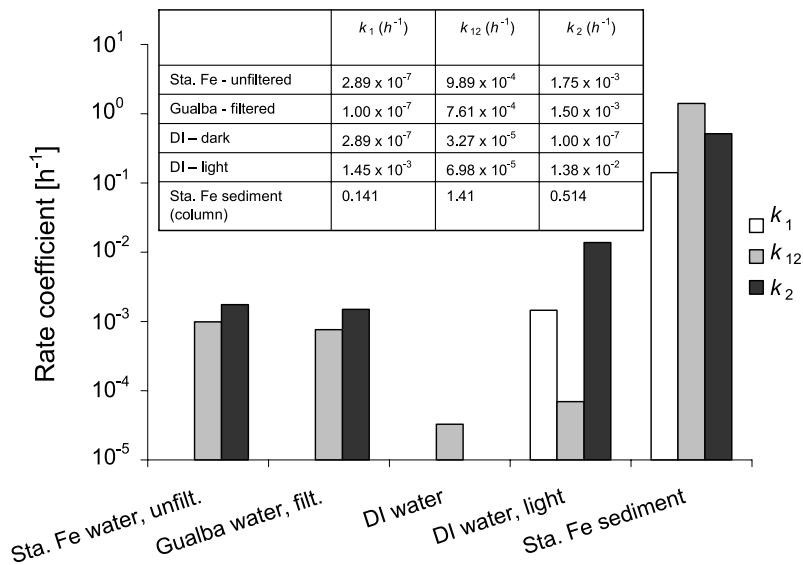 Rate coefficient [h⁻¹]
10¹
10⁰
10⁻¹
10⁻²
10⁻³
10⁻⁴
10⁻⁵
k₁ (h⁻¹) k₁₂ (h⁻¹) k₂ (h⁻¹)
Sta. Fe - unfiltered 2.89 x 10⁻⁷ 9.89 x 10⁻⁴ 1.75 x 10⁻³
Gualba - filtered 1.00 x 10⁻⁷ 7.61 x 10⁻⁴ 1.50 x 10⁻³
DI – dark 2.89 x 10⁻⁷ 3.27 x 10⁻⁵ 1.00 x 10⁻⁷
DI – light 1.45 x 10⁻³ 6.98 x 10⁻⁵ 1.38 x 10⁻²
Sta. Fe sediment 0.141 1.41 0.514
(column)
k₁
k₁₂
k₂
Sta. Fe water, unfilt.
Gualba water, filt.
DI water
DI water, light
Sta. Fe sediment